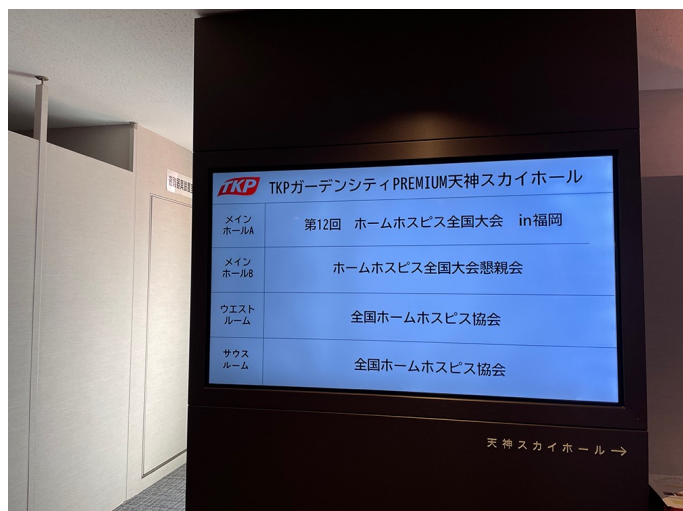 TKP TKPガーデンシティPREMIUM天神スカイホール
メイン
ホールA
第12回 ホームホスピス全国大会 in福岡
メイン
ホールB
ホームホスピス全国大会懇親会
ウエスト
ルーム
全国ホームホスピス協会
サウス
ルーム
全国ホームホスピス協会
天神スカイホール→